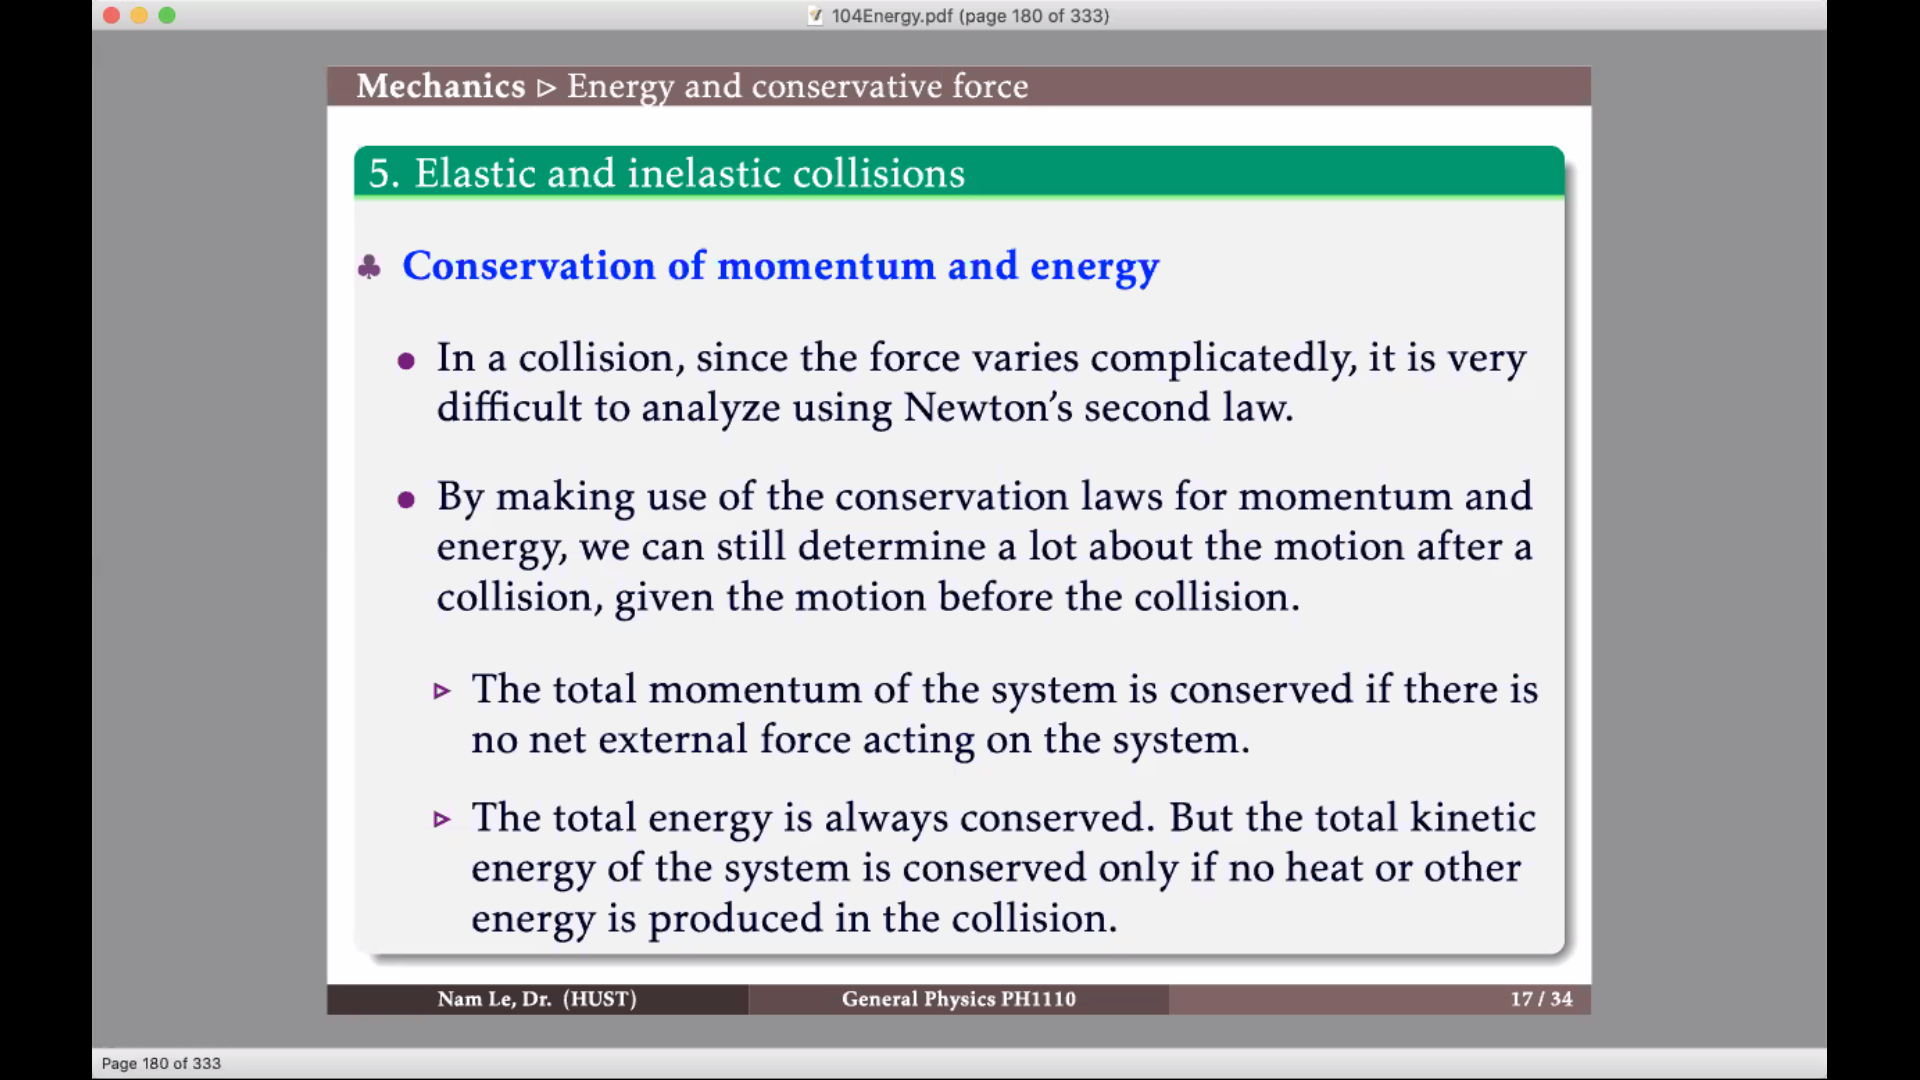 104Energy.pdf (page 180 of 333)
Mechanics ▷ Energy and conservative force
5. Elastic and inelastic collisions
♣ Conservation of momentum and energy
• In a collision, since the force varies complicatedly, it is very
difficult to analyze using Newton’s second law.
• By making use of the conservation laws for momentum and
energy, we can still determine a lot about the motion after a
collision, given the motion before the collision.
▷ The total momentum of the system is conserved if there is
no net external force acting on the system.
▷ The total energy is always conserved. But the total kinetic
energy of the system is conserved only if no heat or other
energy is produced in the collision.
Nam Le, Dr. (HUST) General Physics PH1110 17 / 34
Page 180 of 333